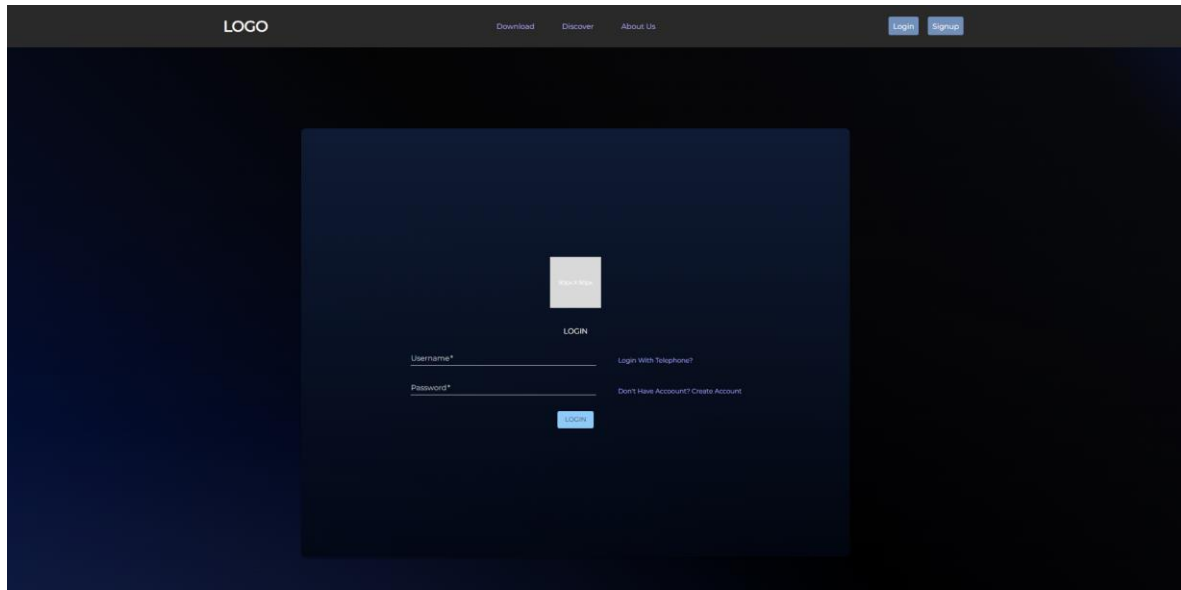 LOGO
Download Discover About Us
Login Signup
LOGIN
Username*
Login With Telephone?
Password*
Don't Have Accoount? Create Account
LOGIN